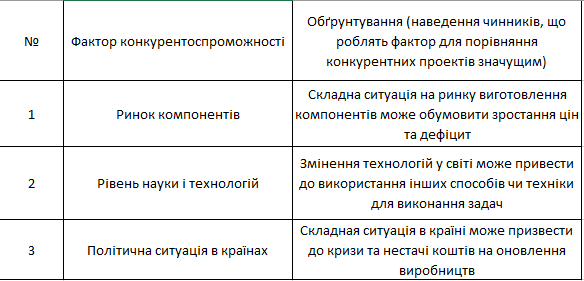 №
Фактор конкурентоспроможності
Обґрунтування (наведення чинників, що
роблять фактор для порівняння
конкурентних проектів значущим)
1
Ринок компонентів
Складна ситуація на ринку виготовлення
компонентів може обумовити зростання цін
та дефіцит
2
Рівень науки і технологій
Змінення технологій у світі може привести
до використання інших способів чи техніки
для виконання задач
3
Політична ситуація в країнах
Складная ситуація в країні може призвести
до кризи та нестачі коштів на оновлення
виробництв